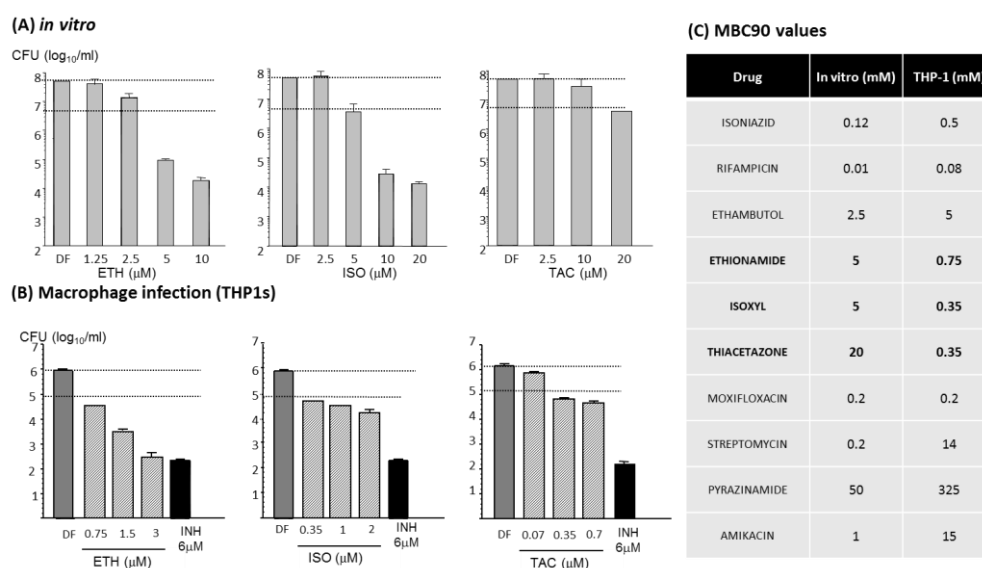 (A) in vitro
CFU (log10/ml)
8
7
6
5
4
3
2
DF 1.25 2.5 5 10
ETH (μM)
8
7
6
5
4
3
2
DF 2.5 5 10 20
ISO (μM)
8
7
6
5
4
3
2
DF 2.5 10 20
TAC (μM)
(B) Macrophage infection (THP1s)
CFU (log10/ml)
7
6
5
4
3
2
1
DF 0.75 1.5 3 INH
6μM
ETH (μM)
7
6
5
4
3
2
1
DF 0.35 1 2 INH
6μM
ISO (μM)
7
6
5
4
3
2
1
DF 0.07 0.35 0.7 INH
6μM
TAC (μM)
(C) MBC90 values
Drug In vitro (mM) THP-1 (mM)
ISONIAZID 0.12 0.5
RIFAMPICIN 0.01 0.08
ETHAMBUTOL 2.5 5
ETHIONAMIDE 5 0.75
ISOXYL 5 0.35
THIACETAZONE 20 0.35
MOXIFLOXACIN 0.2 0.2
STREPTOMYCIN 0.2 14
PYRAZINAMIDE 50 325
AMIKACIN 1 15